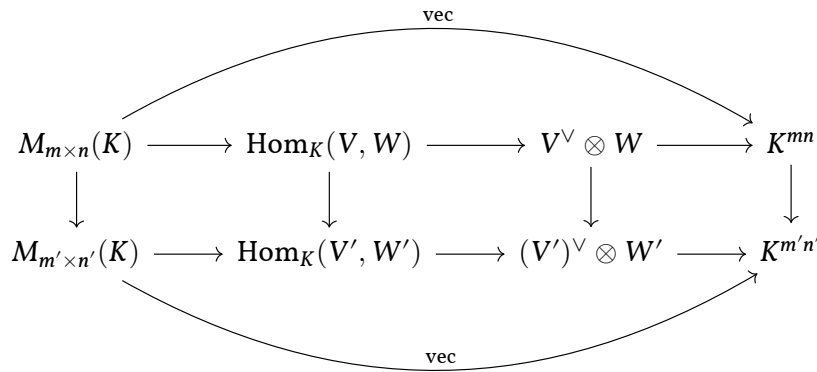 vec
M_{m×n}(K) Hom_K(V, W) V^∨ ⊗ W K^{mn}
M_{m′×n′}(K) Hom_K(V′, W′) (V′)^∨ ⊗ W′ K^{m′n′}
vec